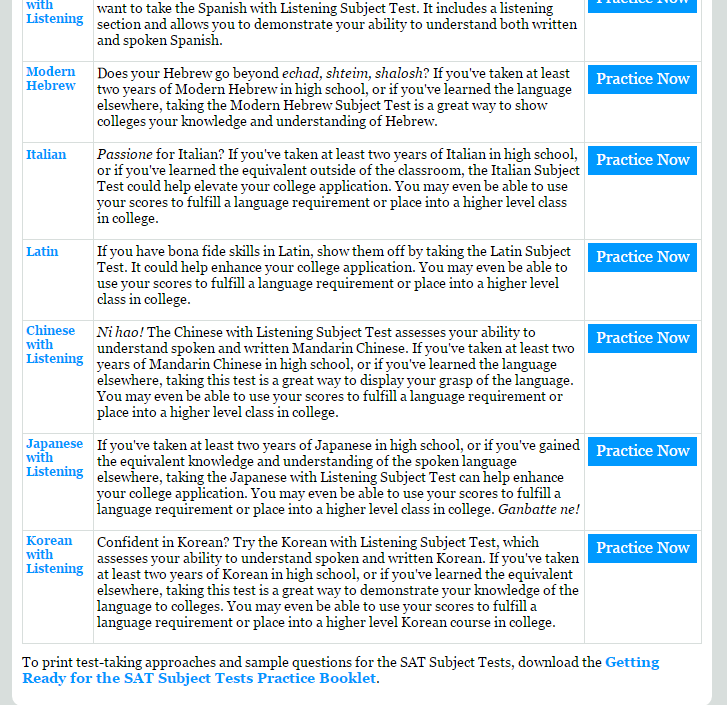 with
Listening
want to take the Spanish with Listening Subject Test. It includes a listening
section and allows you to demonstrate your ability to understand both written
and spoken Spanish.
Practice Now
Modern
Hebrew
Does your Hebrew go beyond echad, shteim, shalosh? If you've taken at least
two years of Modern Hebrew in high school, or if you've learned the language
elsewhere, taking the Modern Hebrew Subject Test is a great way to show
colleges your knowledge and understanding of Hebrew.
Practice Now
Italian
Passione for Italian? If you've taken at least two years of Italian in high school,
or if you've learned the equivalent outside of the classroom, the Italian Subject
Test could help elevate your college application. You may even be able to use
your scores to fulfill a language requirement or place into a higher level class
in college.
Practice Now
Latin
If you have bona fide skills in Latin, show them off by taking the Latin Subject
Test. It could help enhance your college application. You may even be able to
use your scores to fulfill a language requirement or place into a higher level
class in college.
Practice Now
Chinese
with
Listening
Ni hao! The Chinese with Listening Subject Test assesses your ability to
understand spoken and written Mandarin Chinese. If you've taken at least two
years of Mandarin Chinese in high school, or if you've learned the language
elsewhere, taking this test is a great way to display your grasp of the language.
You may even be able to use your scores to fulfill a language requirement or
place into a higher level class in college.
Practice Now
Japanese
with
Listening
If you've taken at least two years of Japanese in high school, or if you've gained
the equivalent knowledge and understanding of the spoken language
elsewhere, taking the Japanese with Listening Subject Test can help enhance
your college application. You may even be able to use your scores to fulfill a
language requirement or place into a higher level class in college. Ganbatte ne!
Practice Now
Korean
with
Listening
Confident in Korean? Try the Korean with Listening Subject Test, which
assesses your ability to understand spoken and written Korean. If you've taken
at least two years of Korean in high school, or if you've learned the equivalent
elsewhere, taking this test is a great way to demonstrate your knowledge of the
language to colleges. You may even be able to use your scores to fulfill a
language requirement or place into a higher level Korean course in college.
Practice Now
To print test-taking approaches and sample questions for the SAT Subject Tests, download the Getting
Ready for the SAT Subject Tests Practice Booklet.